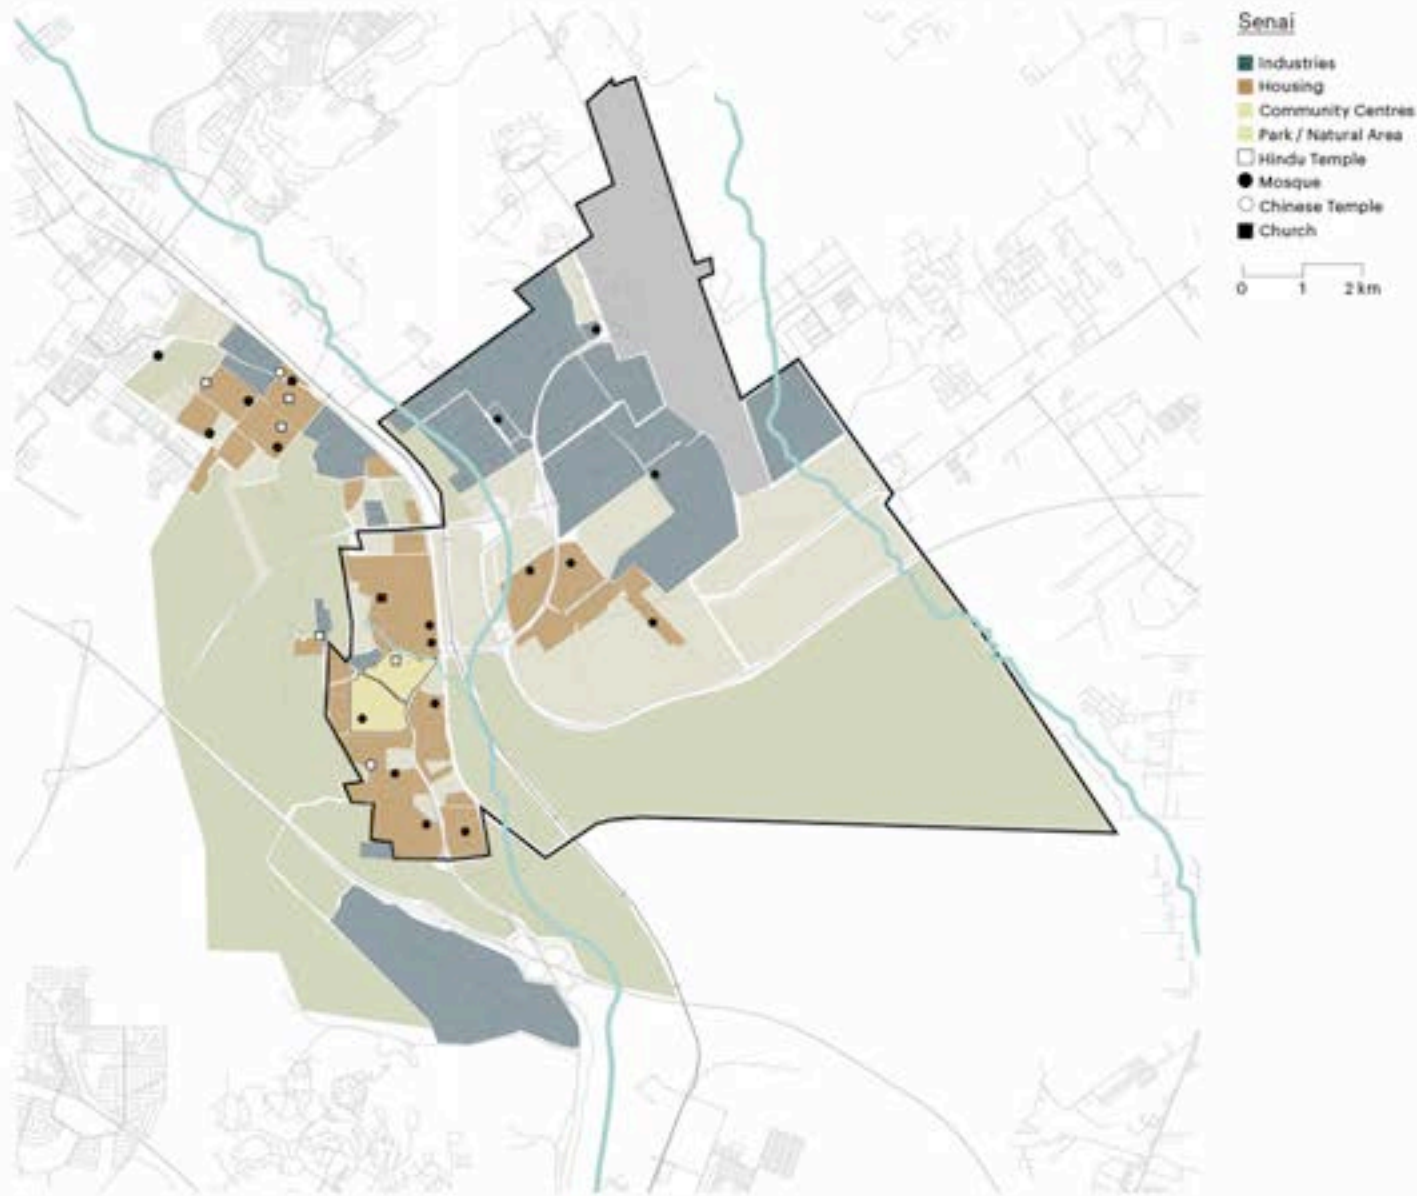 Senai
Industries
Housing
Community Centres
Park / Natural Area
Hindu Temple
Mosque
Chinese Temple
Church
0 1 2 km